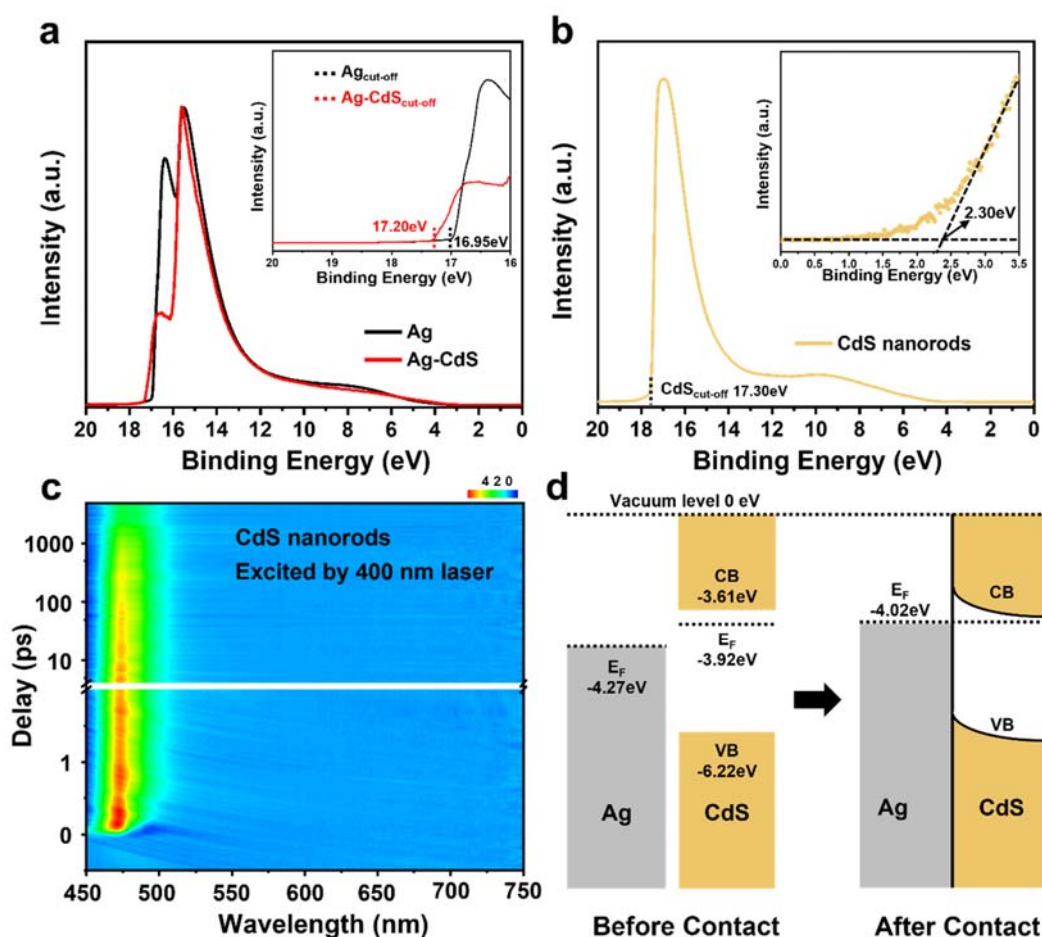 a
Intensity (a.u.)
Binding Energy (eV)
20 18 16 14 12 10 8 6 4 2 0
Ag
Ag-CdS
Intensity (a.u.)
Binding Energy (eV)
20 19 18 17 16
Ag cut-off
Ag-CdS cut-off
17.20eV
16.95eV
b
Intensity (a.u.)
Binding Energy (eV)
20 18 16 14 12 10 8 6 4 2 0
CdS nanorods
CdS cut-off 17.30eV
Intensity (a.u.)
Binding Energy (eV)
0.0 0.5 1.0 1.5 2.0 2.5 3.0 3.5
2.30eV
c
4 2 0
CdS nanorods
Excited by 400 nm laser
Delay (ps)
1000
100
10
1
0
450 500 550 600 650 700 750
Wavelength (nm)
d
Vacuum level 0 eV
CB
-3.61eV
EF
-3.92eV
EF
-4.27eV
VB
-6.22eV
Ag
CdS
Before Contact
EF
-4.02eV
CB
VB
Ag
CdS
After Contact